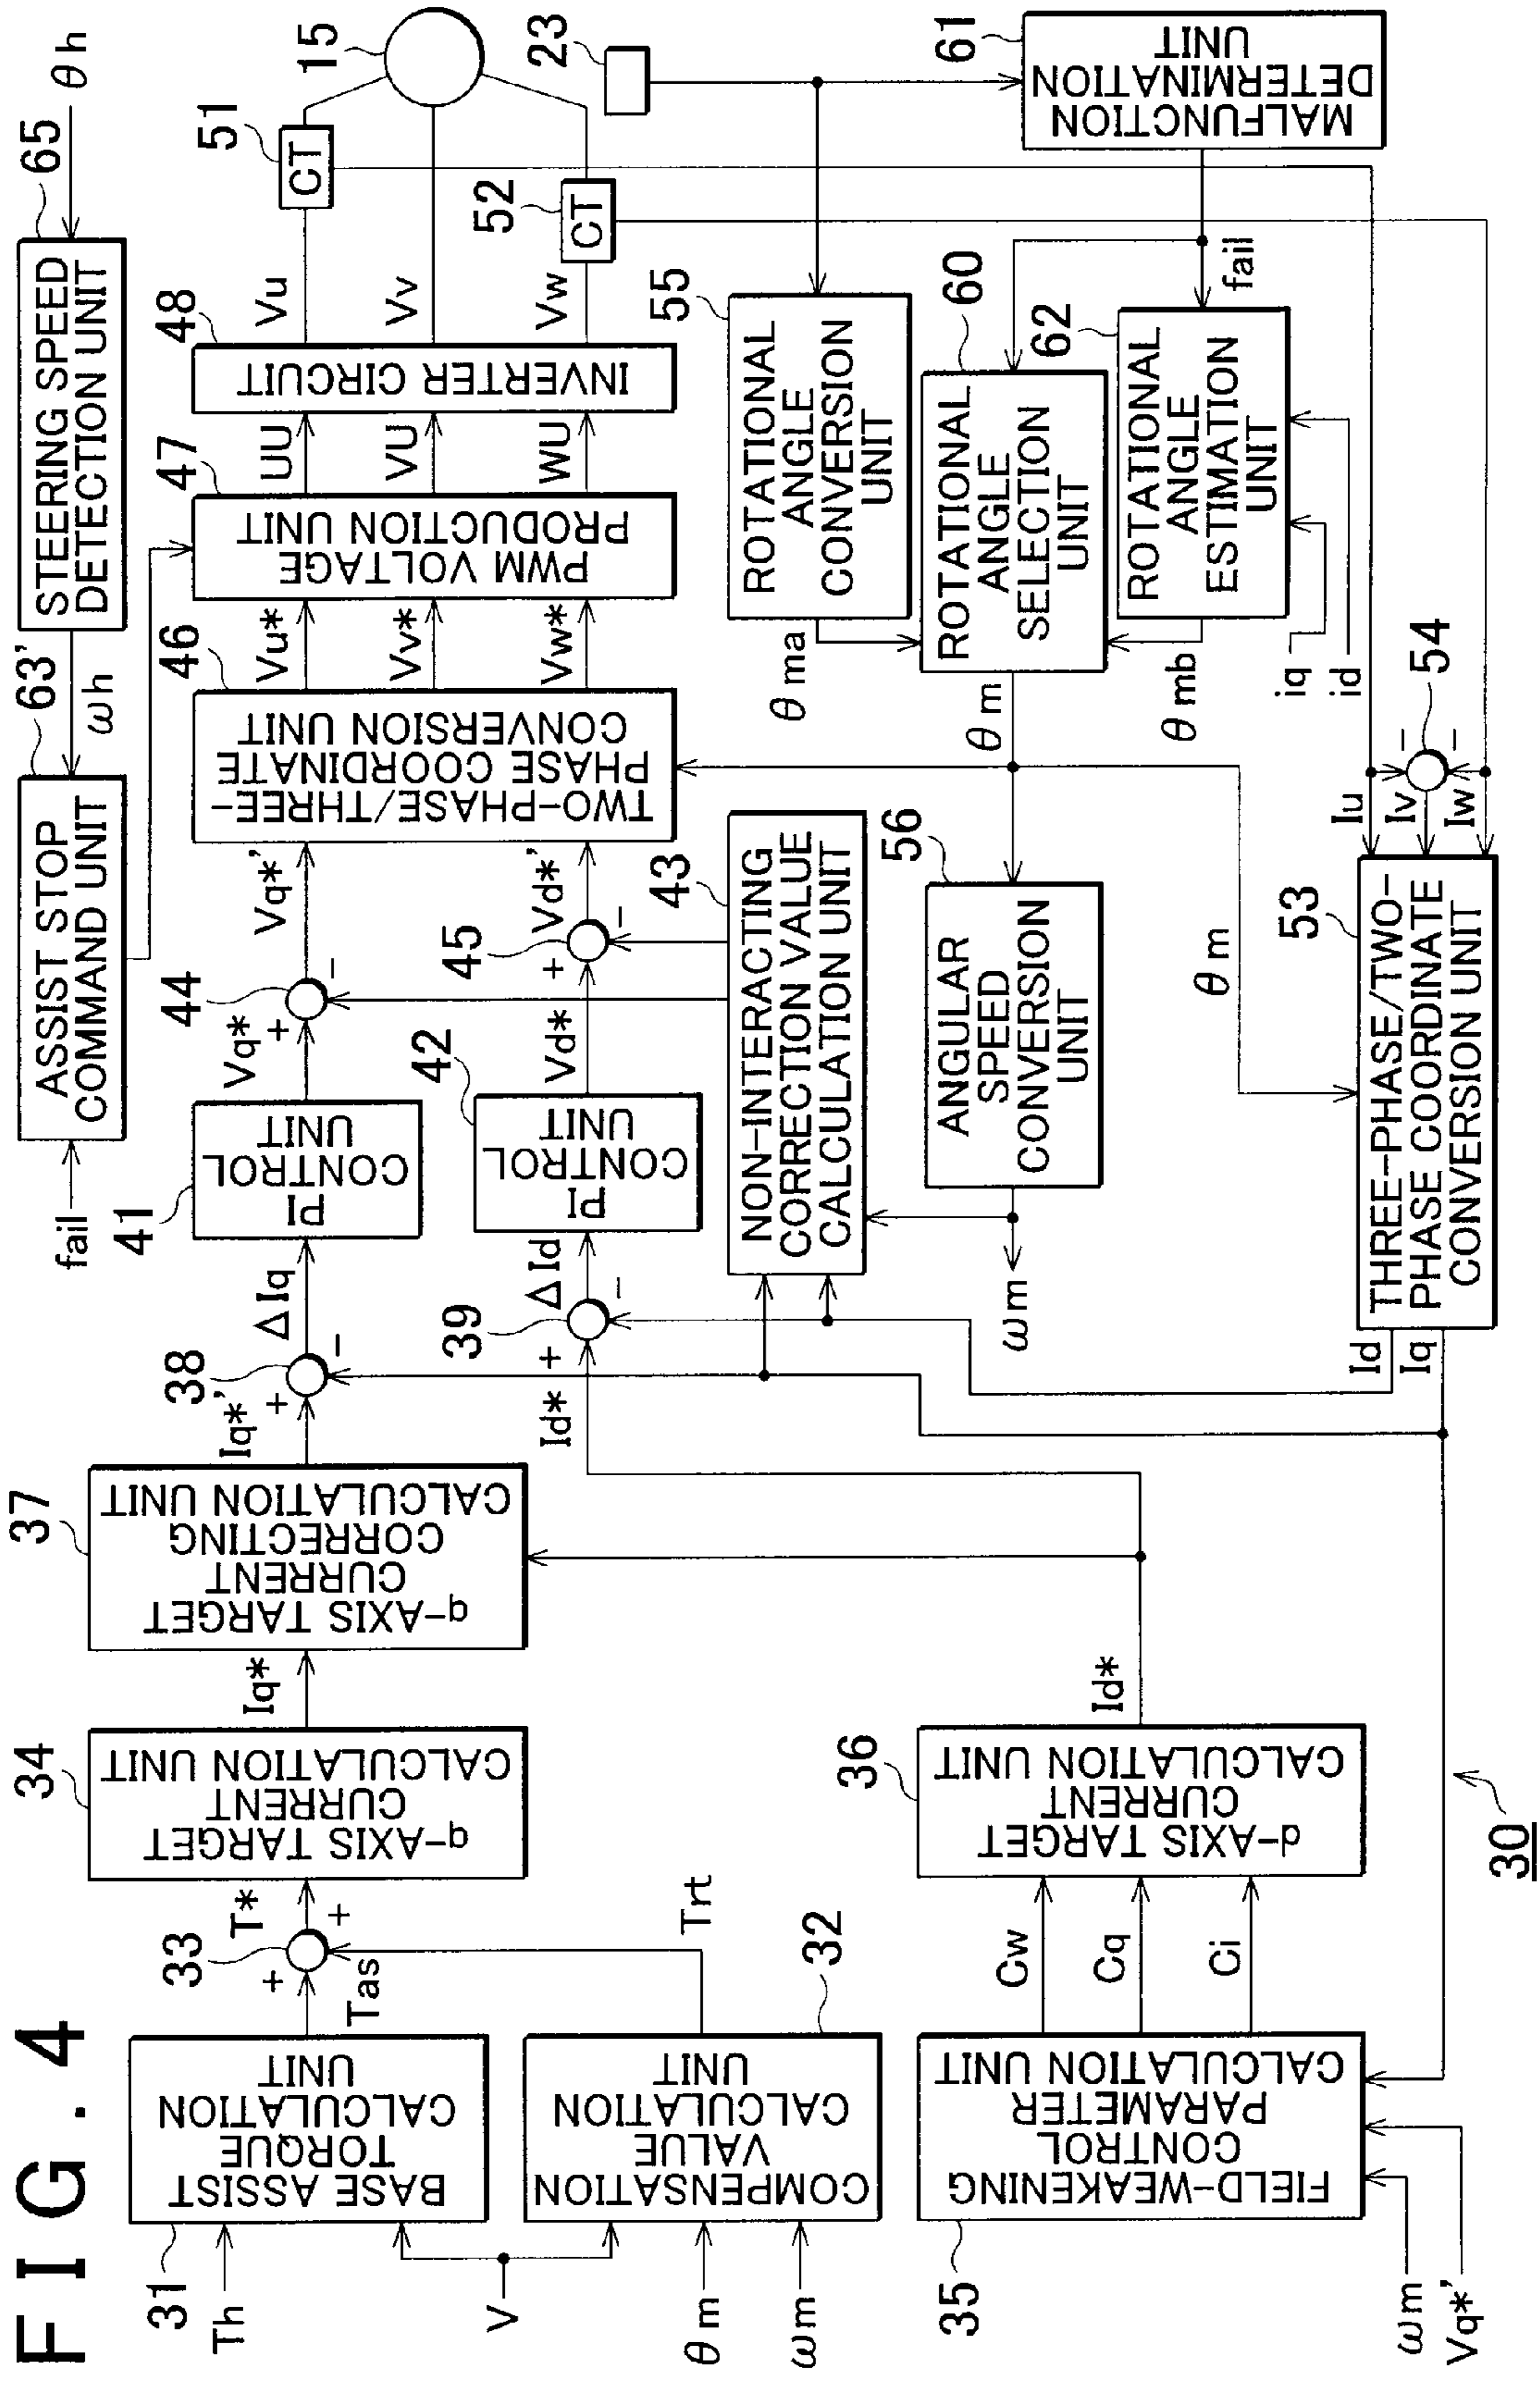 FIG. 4
31
BASE ASSIST
TORQUE
CALCULATION
UNIT
Th
V
θm
ωm
COMPENSATION
VALUE
CALCULATION
UNIT
32
Tas
Trt
33
+
+
T*
34
q-AXIS TARGET
CURRENT
CALCULATION UNIT
Iq*
37
q-AXIS TARGET
CURRENT
CORRECTING
CALCULATION UNIT
Iq*'
35
FIELD-WEAKENING
CONTROL
PARAMETER
CALCULATION UNIT
ωm
Vq*'
Cw
Cq
Ci
36
d-AXIS TARGET
CURRENT
CALCULATION UNIT
Id*
30
38
+
-
ΔIq
Id*
39
+
-
ΔId
fail
41
PI
CONTROL
UNIT
Vq*
42
PI
CONTROL
UNIT
Vd*
44
+
-
Vq*'
45
+
-
Vd*'
43
NON-INTERACTING
CORRECTION VALUE
CALCULATION UNIT
ASSIST STOP
COMMAND UNIT
63'
ωh
STEERING SPEED
DETECTION UNIT
65
θh
46
TWO-PHASE/THREE-
PHASE COORDINATE
CONVERSION UNIT
Vu*
Vv*
Vw*
47
PWM VOLTAGE
PRODUCTION UNIT
UU
VU
WU
48
INVERTER CIRCUIT
Vu
Vv
Vw
51
CT
52
CT
15
23
61
MALFUNCTION
DETERMINATION
UNIT
fail
55
ROTATIONAL
ANGLE
CONVERSION
UNIT
θma
60
ROTATIONAL
ANGLE
SELECTION
UNIT
θm
62
ROTATIONAL
ANGLE
ESTIMATION
UNIT
θmb
iq
id
56
ANGULAR
SPEED
CONVERSION
UNIT
ωm
θm
54
-
-
Iu
Iv
Iw
53
THREE-PHASE/TWO-
PHASE COORDINATE
CONVERSION UNIT
Id
Iq